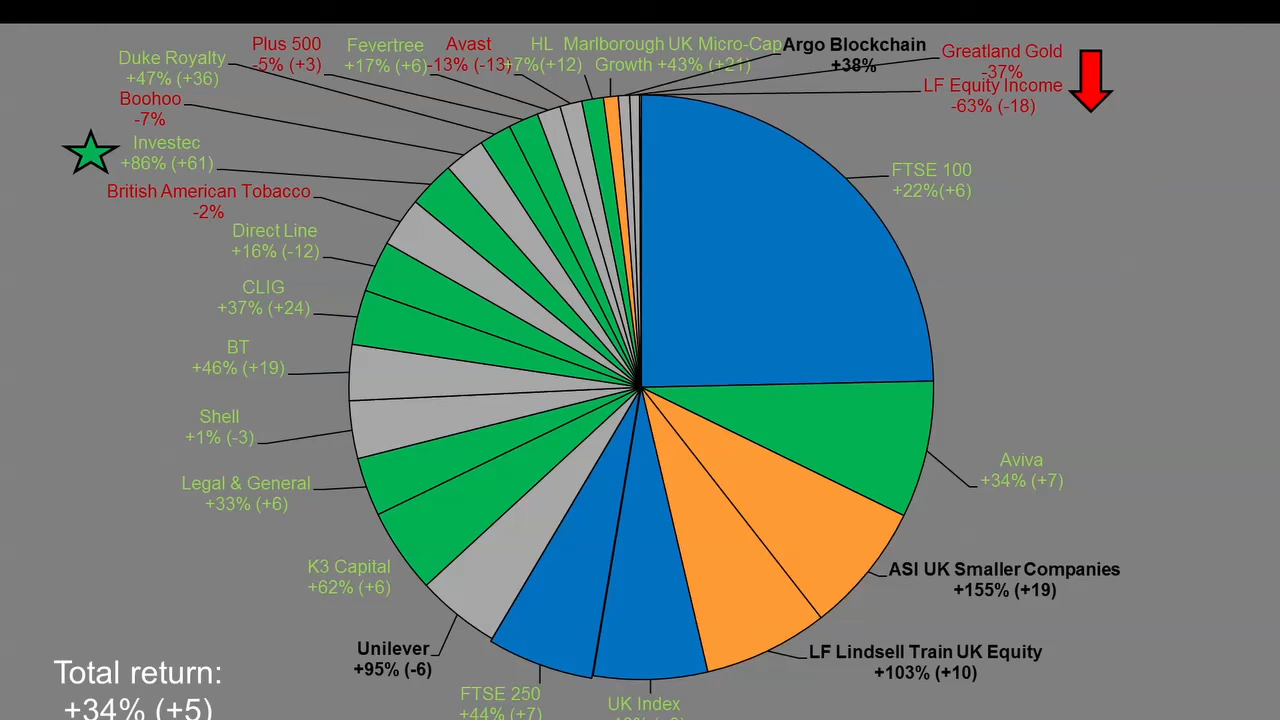 Duke Royalty
+47% (+36)
Plus 500
-5% (+3)
Fevertree
+17% (+6)
Avast
-13% (-13)
HL
+7%(+12)
Marlborough UK Micro-Cap
Growth +43% (+21)
Argo Blockchain
+38%
Greatland Gold
-37%
LF Equity Income
-63% (-18)
Boohoo
-7%
Investec
+86% (+61)
British American Tobacco
-2%
Direct Line
+16% (-12)
CLIG
+37% (+24)
BT
+46% (+19)
Shell
+1% (-3)
Legal & General
+33% (+6)
K3 Capital
+62% (+6)
Unilever
+95% (-6)
FTSE 250
+44% (+7)
UK Index
LF Lindsell Train UK Equity
+103% (+10)
ASI UK Smaller Companies
+155% (+19)
Aviva
+34% (+7)
FTSE 100
+22%(+6)
Total return:
+34% (+5)